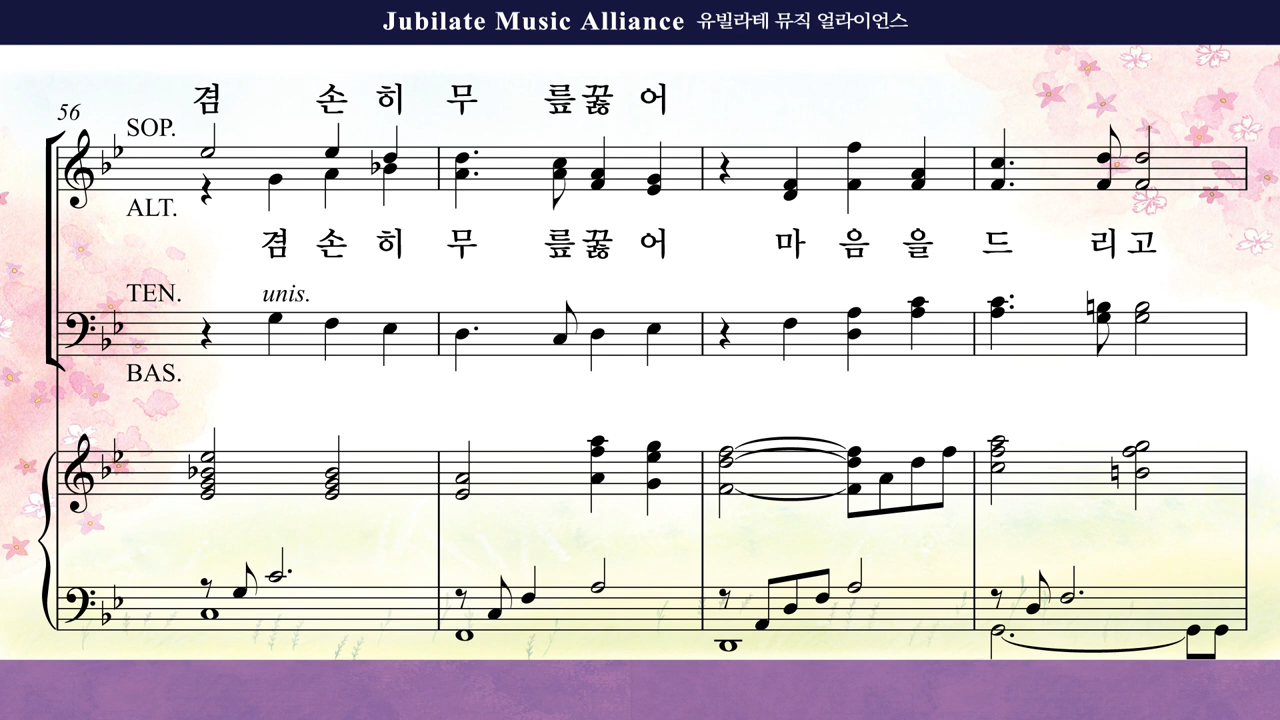 Jubilate Music Alliance 유빌라테 뮤직 얼라이언스
겸 손 히 무 릎 꿇 어
56
SOP.
ALT.
겸 손 히 무 릎 꿇 어 마 음 을 드 리 고
TEN. unis.
BAS.